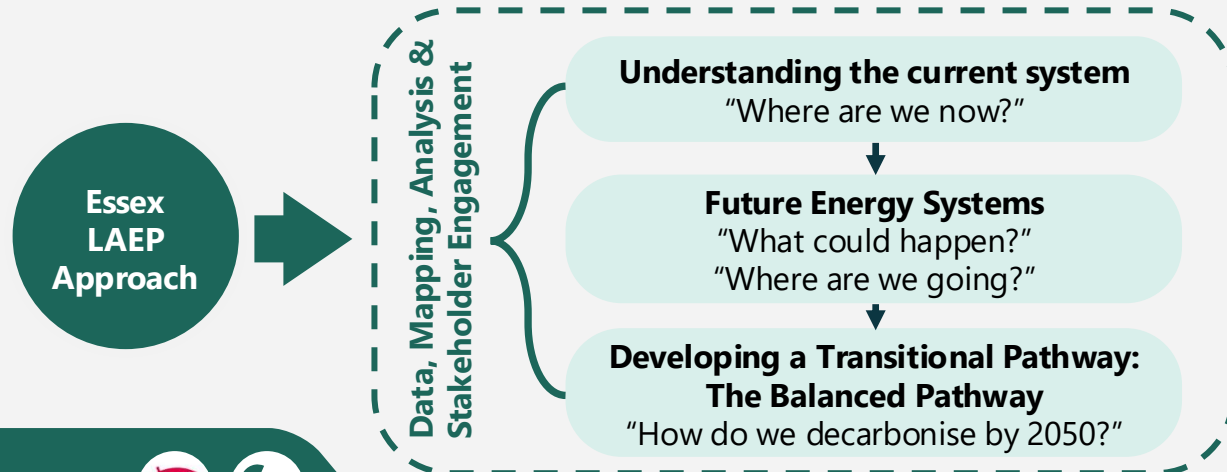 Essex
LAEP
Approach
Data, Mapping, Analysis &
Stakeholder Engagement
Understanding the current system
“Where are we now?”
Future Energy Systems
“What could happen?”
“Where are we going?”
Developing a Transitional Pathway:
The Balanced Pathway
“How do we decarbonise by 2050?”